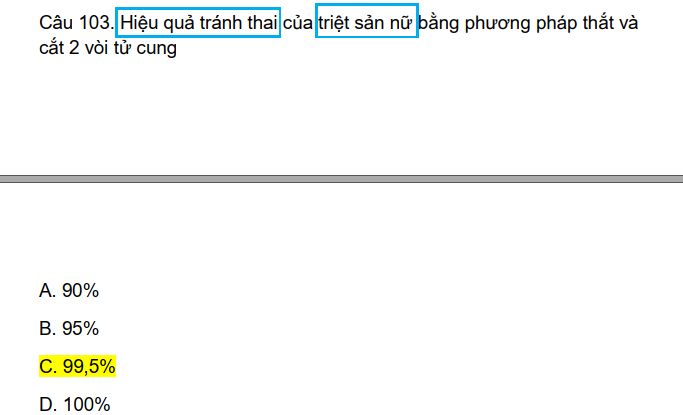 Câu 103. Hiệu quả tránh thai của triệt sản nữ bằng phương pháp thắt và
cắt 2 vòi tử cung
A. 90%
B. 95%
C. 99,5%
D. 100%